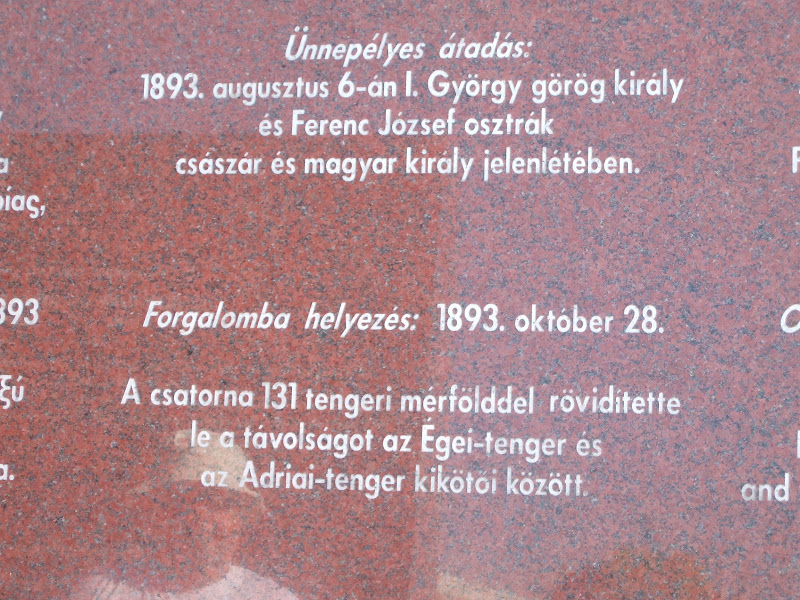 Ünnepélyes átadás:
1893. augusztus 6-án I. György görög király
és Ferenc József osztrák
császár és magyar király jelenlétében.
893
Forgalomba helyezés: 1893. október 28.
A csatorna 131 tengeri mérfölddel rövidítette
le a távolságot az Égei-tenger és
az Adriai-tenger kikötői között.
and